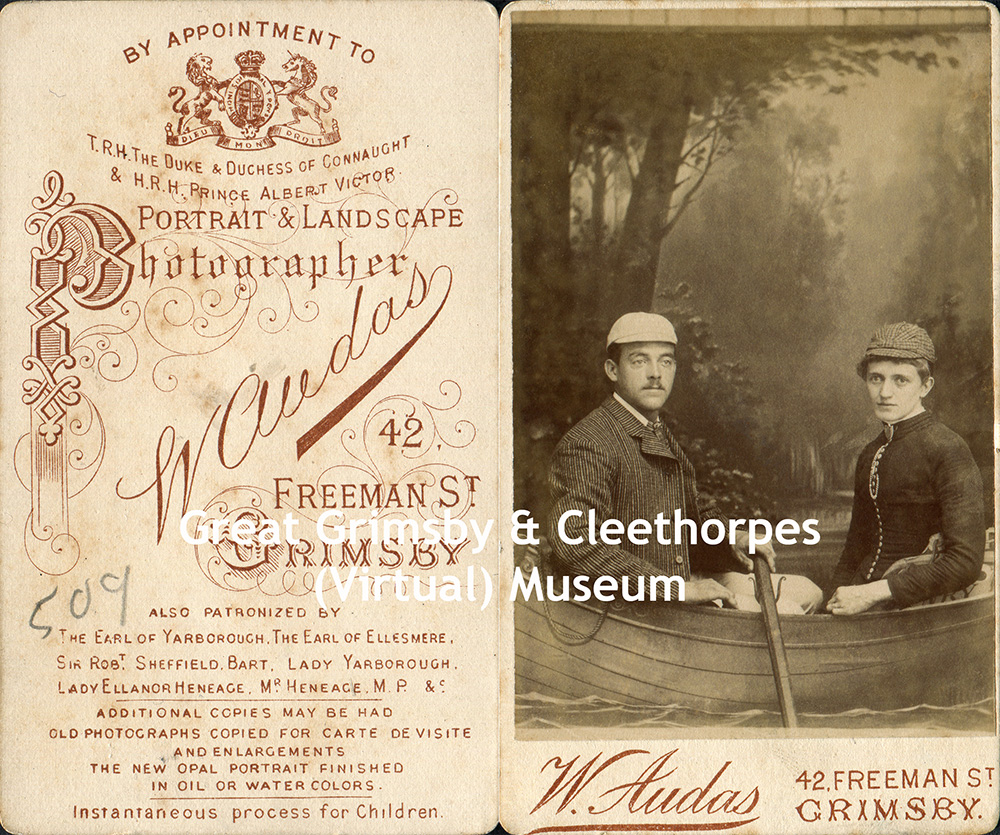 BY APPOINTMENT TO
DIEU ET MON DROIT
T.R.H. THE DUKE & DUCHESS OF CONNAUGHT
& H.R.H. PRINCE ALBERT VICTOR.
PORTRAIT & LANDSCAPE
Photographer
W Audas
42,
FREEMAN ST.
GRIMSBY
509
ALSO PATRONIZED BY
THE EARL OF YARBOROUGH, THE EARL OF ELLESMERE,
SIR ROBT. SHEFFIELD, BART, LADY YARBOROUGH,
LADY ELLANOR HENEAGE, MR HENEAGE, M.P. &c
ADDITIONAL COPIES MAY BE HAD
OLD PHOTOGRAPHS COPIED FOR CARTE DE VISITE
AND ENLARGEMENTS
THE NEW OPAL PORTRAIT FINISHED
IN OIL OR WATER COLORS.
Instantaneous process for Children.
Great Grimsby & Cleethorpes
(Virtual) Museum
W. Audas
42, FREEMAN ST.
GRIMSBY.